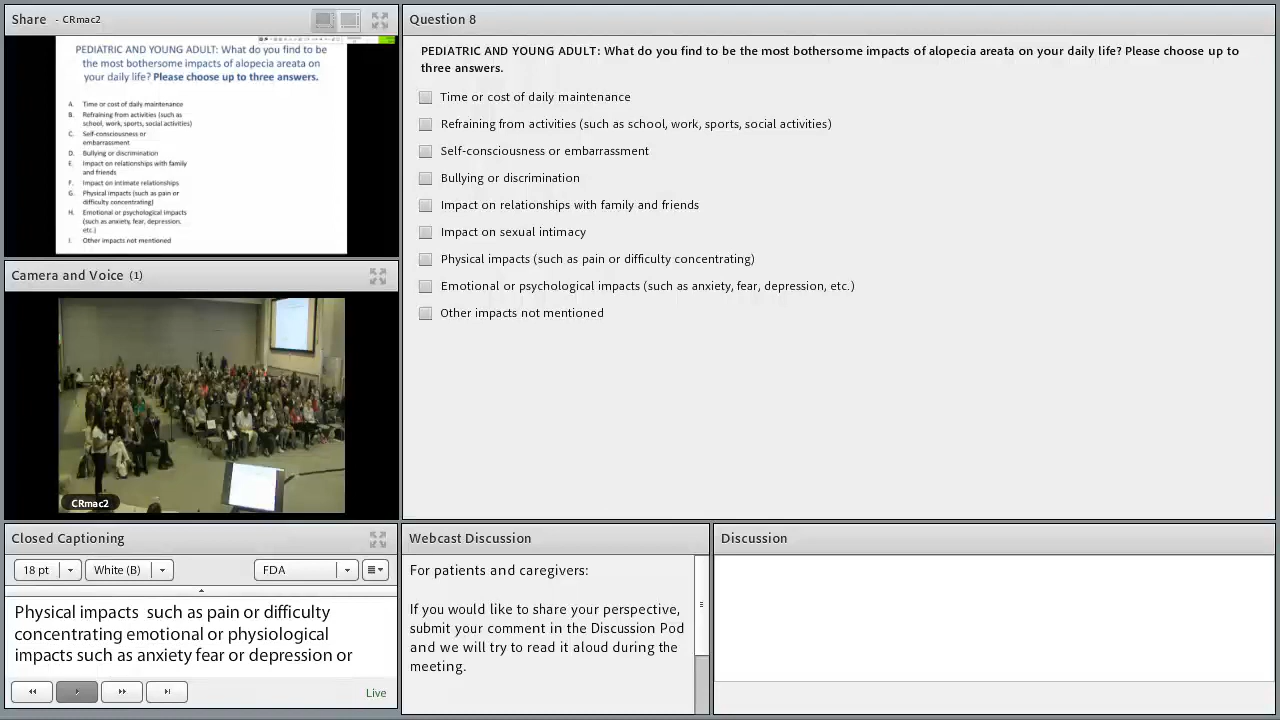 Share - CRmac2
PEDIATRIC AND YOUNG ADULT: What do you find to be
the most bothersome impacts of alopecia areata on
your daily life? Please choose up to three answers.
A. Time or cost of daily maintenance
B. Refraining from activities (such as
school, work, sports, social activities)
C. Self-consciousness or
embarrassment
D. Bullying or discrimination
E. Impact on relationships with family
and friends
F. Impact on intimate relationships
G. Physical impacts (such as pain or
difficulty concentrating)
H. Emotional or psychological impacts
(such as anxiety, fear, depression,
etc.)
I. Other impacts not mentioned
Camera and Voice (1)
CRmac2
Closed Captioning
18 pt
White (B)
FDA
Physical impacts such as pain or difficulty
concentrating emotional or physiological
impacts such as anxiety fear or depression or
Live
Question 8
PEDIATRIC AND YOUNG ADULT: What do you find to be the most bothersome impacts of alopecia areata on your daily life? Please choose up to
three answers.
Time or cost of daily maintenance
Refraining from activities (such as school, work, sports, social activities)
Self-consciousness or embarrassment
Bullying or discrimination
Impact on relationships with family and friends
Impact on sexual intimacy
Physical impacts (such as pain or difficulty concentrating)
Emotional or psychological impacts (such as anxiety, fear, depression, etc.)
Other impacts not mentioned
Webcast Discussion
For patients and caregivers:
If you would like to share your perspective,
submit your comment in the Discussion Pod
and we will try to read it aloud during the
meeting.
Discussion